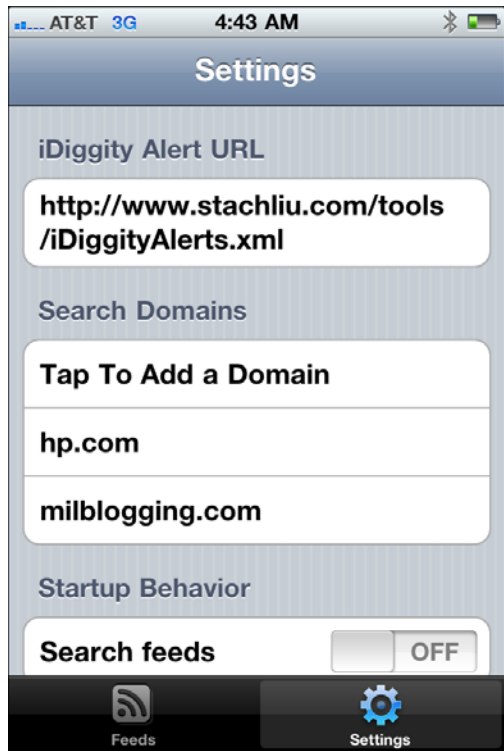 AT&T 3G 4:43 AM
Settings
iDiggity Alert URL
http://www.stachliu.com/tools
/iDiggityAlerts.xml
Search Domains
Tap To Add a Domain
hp.com
milblogging.com
Startup Behavior
Search feeds OFF
Feeds Settings